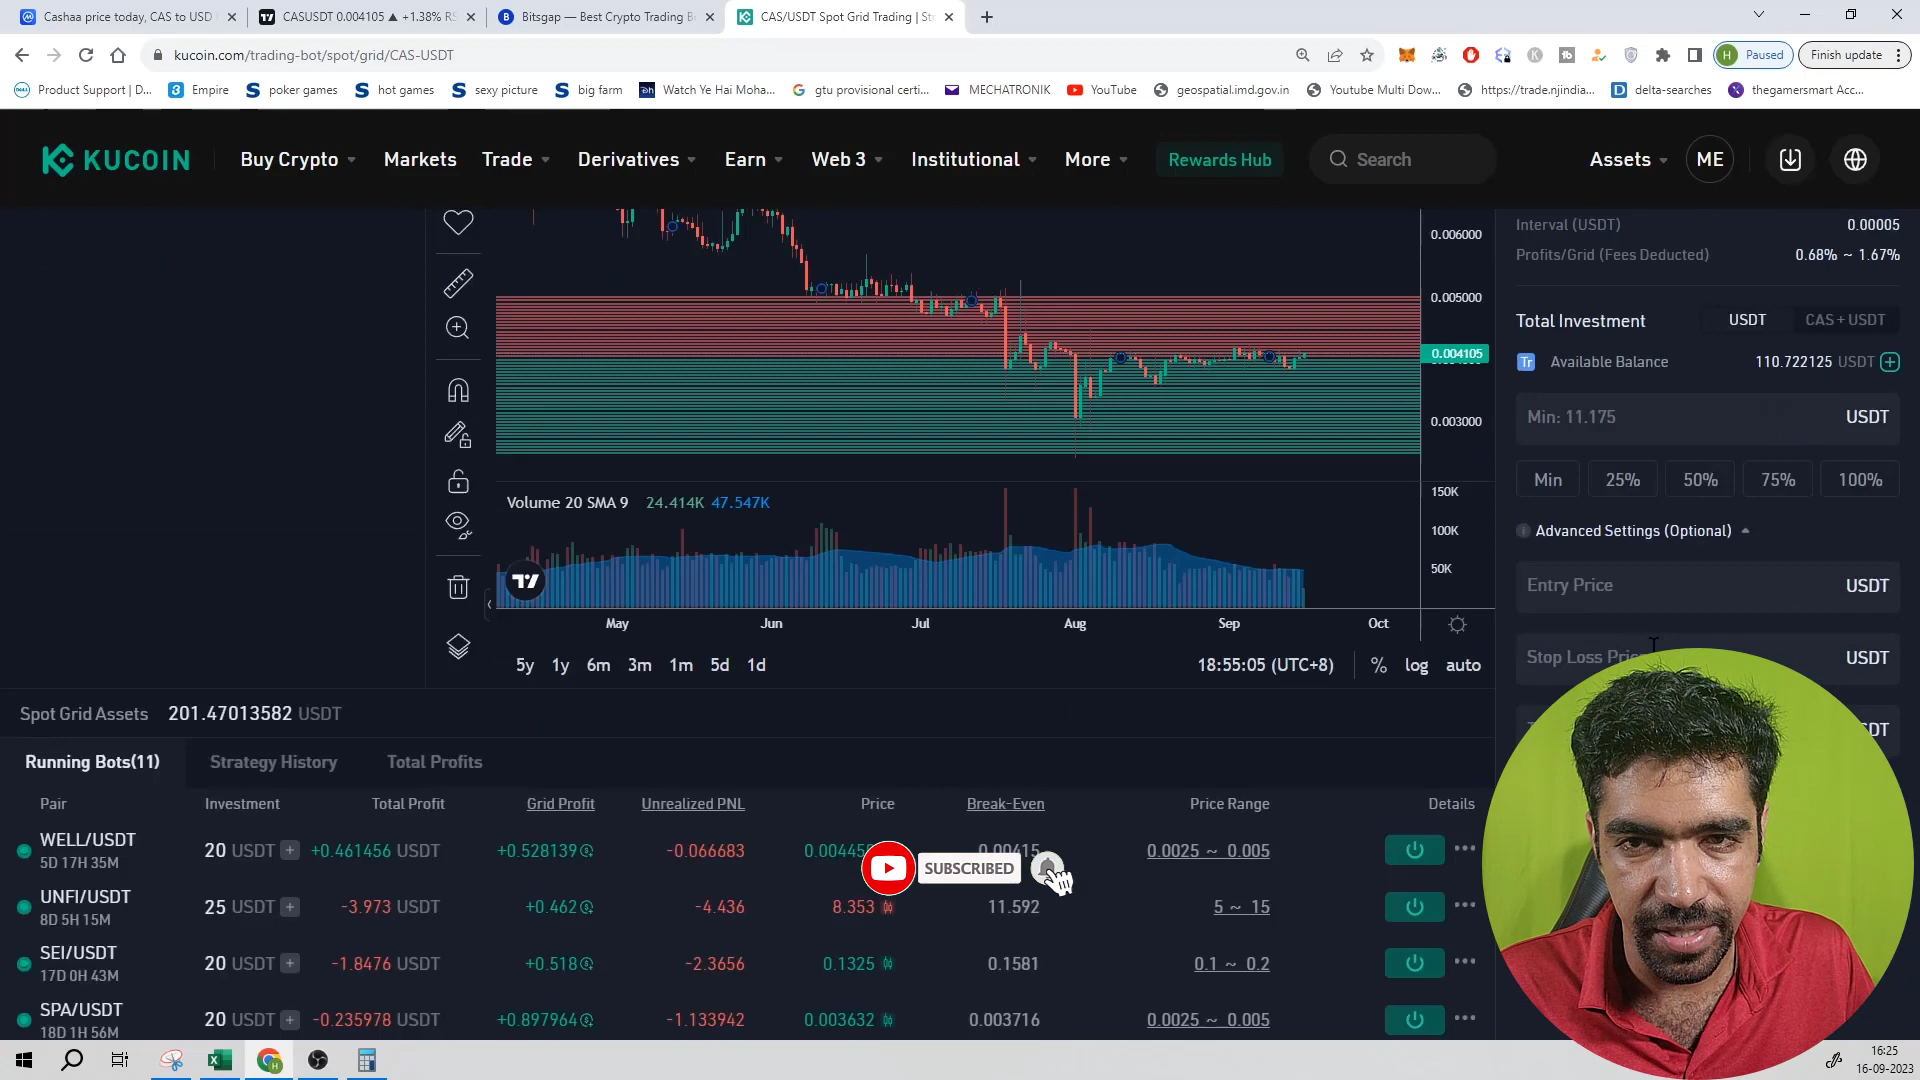 Cashaa price today, CAS to USD
CASUSDT 0.004105 ▲ +1.38% RS
Bitsgap — Best Crypto Trading B
CAS/USDT Spot Grid Trading | St
kucoin.com/trading-bot/spot/grid/CAS-USDT
H Paused
Finish update
Product Support | D...
Empire
poker games
hot games
sexy picture
big farm
Watch Ye Hai Moha...
gtu provisional certi...
MECHATRONIK
YouTube
geospatial.imd.gov.in
Youtube Multi Dow...
https://trade.njindia...
delta-searches
thegamersmart Acc...
KUCOIN
Buy Crypto
Markets
Trade
Derivatives
Earn
Web 3
Institutional
More
Rewards Hub
Search
Assets
ME
0.006000
0.005000
0.004105
0.003000
Volume 20 SMA 9 24.414K 47.547K
150K
100K
50K
May Jun Jul Aug Sep Oct
5y 1y 6m 3m 1m 5d 1d
18:55:05 (UTC+8)
% log auto
Interval (USDT) 0.00005
Profits/Grid (Fees Deducted) 0.68% ~ 1.67%
Total Investment USDT CAS + USDT
Tr Available Balance 110.722125 USDT
Min: 11.175 USDT
Min 25% 50% 75% 100%
Advanced Settings (Optional)
Entry Price USDT
Stop Loss Price USDT
Spot Grid Assets 201.47013582 USDT
Running Bots(11) Strategy History Total Profits
Pair Investment Total Profit Grid Profit Unrealized PNL Price Break-Even Price Range Details
WELL/USDT 20 USDT +0.461456 USDT +0.528139 -0.066683 0.00445 0.00415 0.0025 ~ 0.005
5D 17H 35M
UNFI/USDT 25 USDT -3.973 USDT +0.462 -4.436 8.353 11.592 5 ~ 15
8D 5H 15M
SEI/USDT 20 USDT -1.8476 USDT +0.518 -2.3656 0.1325 0.1581 0.1 ~ 0.2
17D 0H 43M
SPA/USDT 20 USDT -0.235978 USDT +0.897964 -1.133942 0.003632 0.003716 0.0025 ~ 0.005
18D 1H 56M
SUBSCRIBED
16:25
16-09-2023